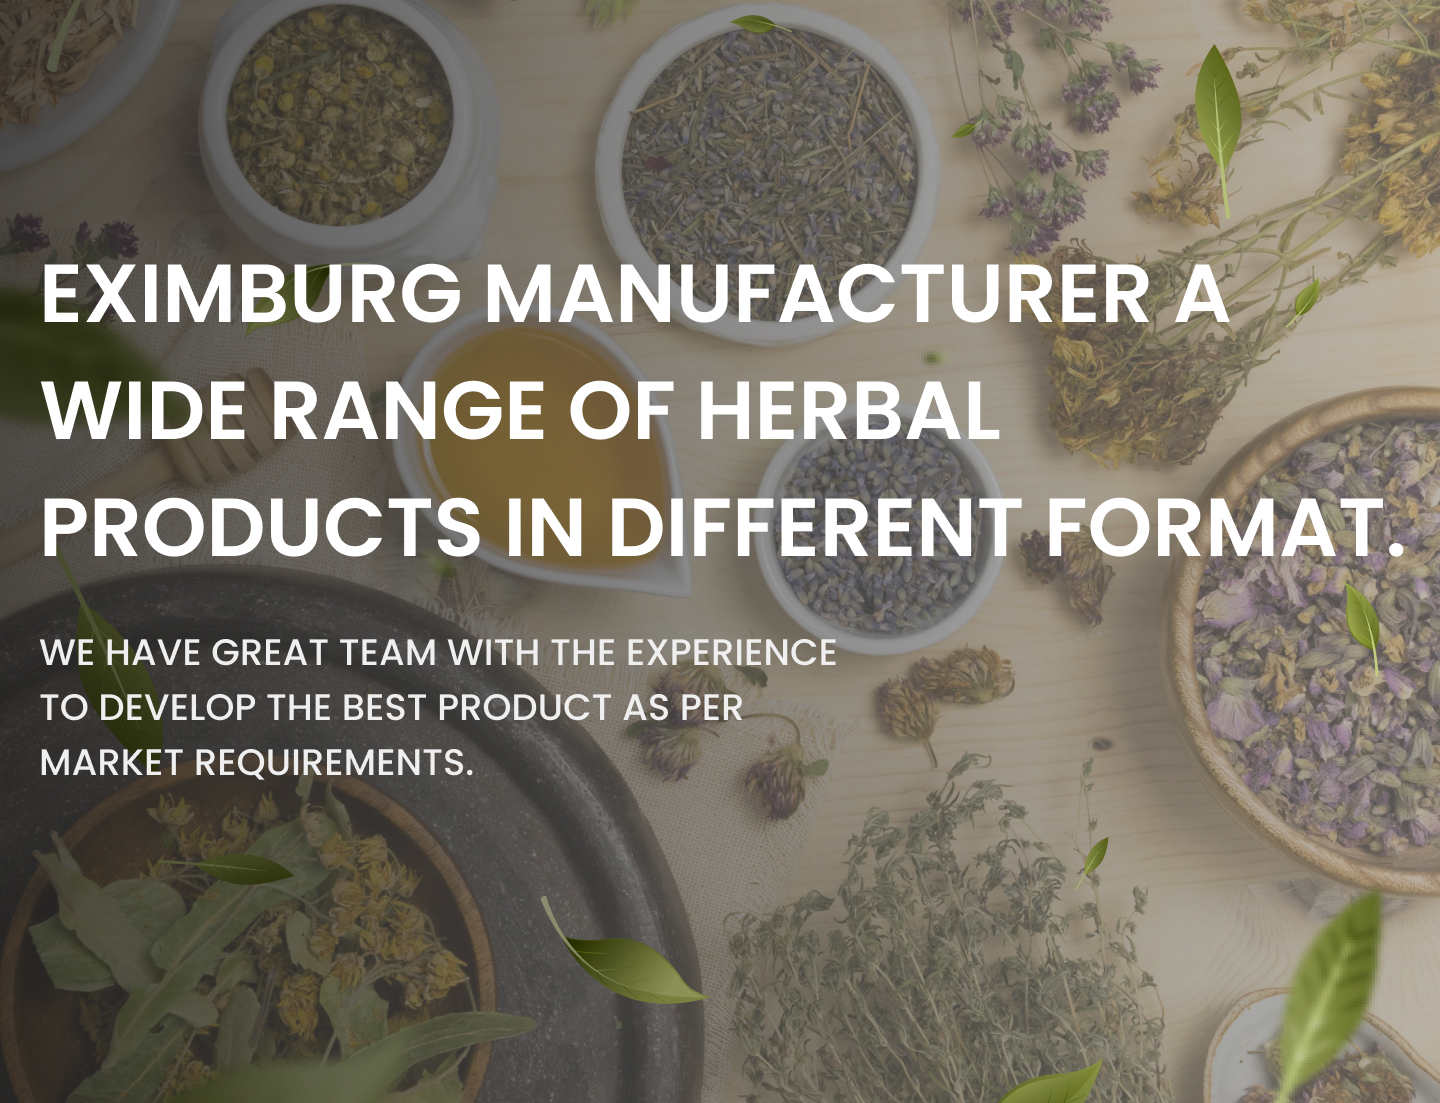 EXIMBURG MANUFACTURER A
WIDE RANGE OF HERBAL
PRODUCTS IN DIFFERENT FORMAT.
WE HAVE GREAT TEAM WITH THE EXPERIENCE
TO DEVELOP THE BEST PRODUCT AS PER
MARKET REQUIREMENTS.